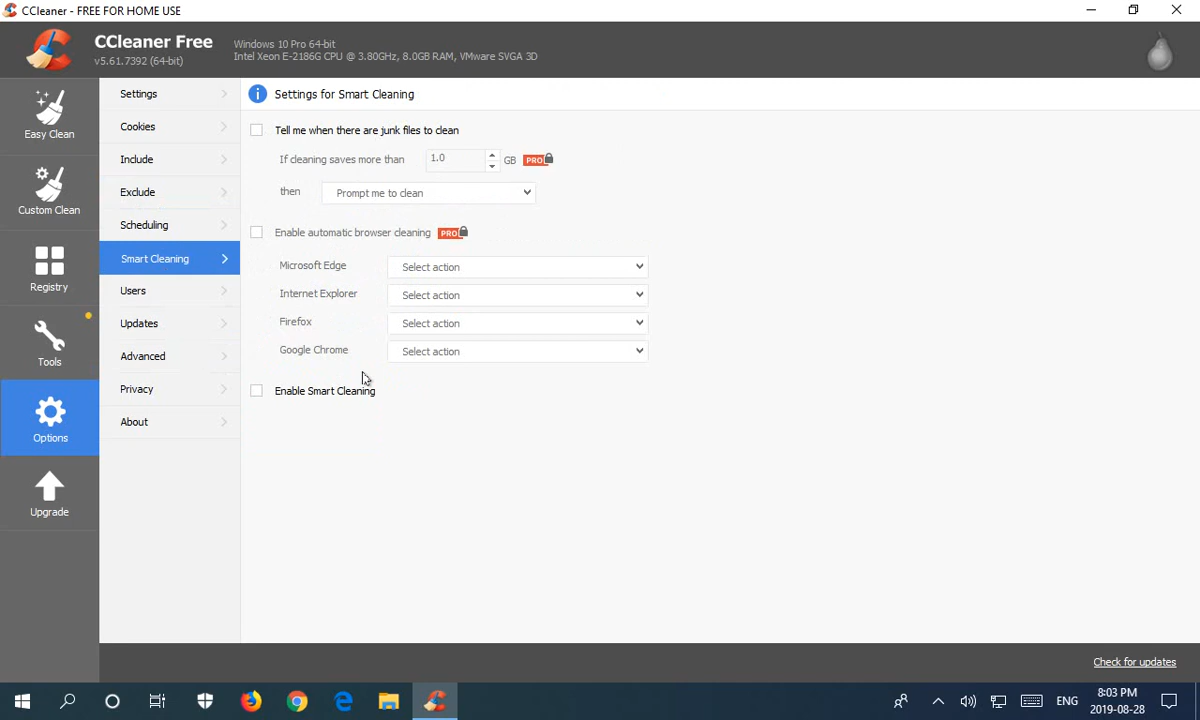 CCleaner - FREE FOR HOME USE
CCleaner Free
v5.61.7392 (64-bit)
Windows 10 Pro 64-bit
Intel Xeon E-2186G CPU @ 3.80GHz, 8.0GB RAM, VMware SVGA 3D
Easy Clean
Custom Clean
Registry
Tools
Options
Upgrade
Settings
Cookies
Include
Exclude
Scheduling
Smart Cleaning
Users
Updates
Advanced
Privacy
About
Settings for Smart Cleaning
Tell me when there are junk files to clean
If cleaning saves more than 1.0 GB PRO
then Prompt me to clean
Enable automatic browser cleaning PRO
Microsoft Edge Select action
Internet Explorer Select action
Firefox Select action
Google Chrome Select action
Enable Smart Cleaning
Check for updates
ENG
8:03 PM
2019-08-28